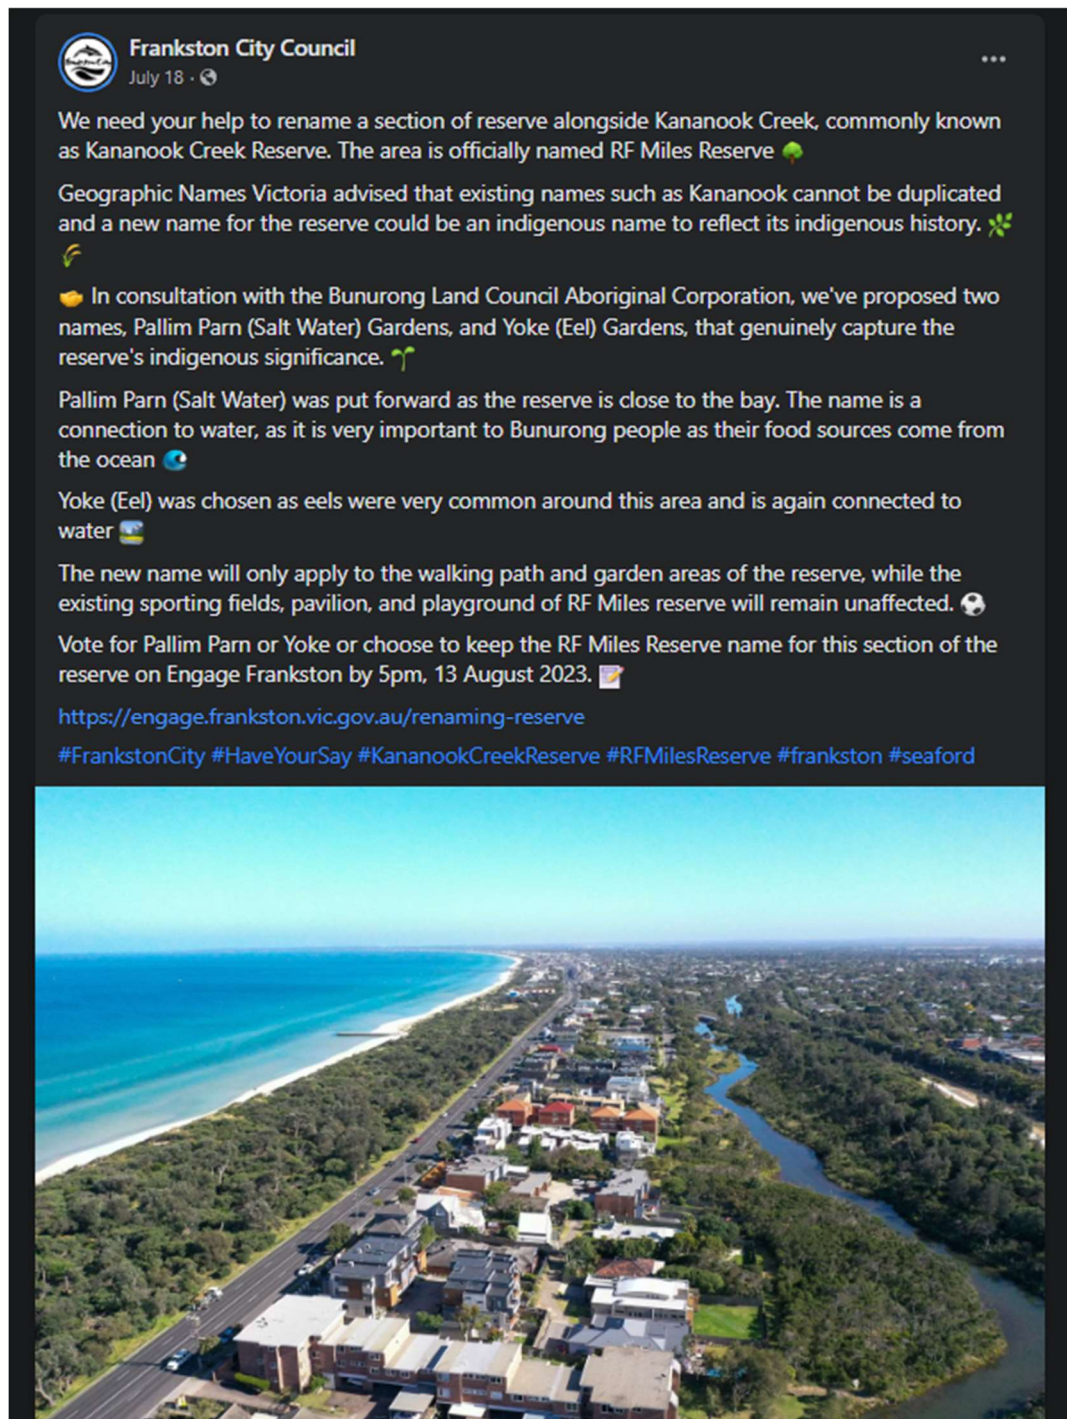 Frankston City Council
July 18 ·
We need your help to rename a section of reserve alongside Kananook Creek, commonly known
as Kananook Creek Reserve. The area is officially named RF Miles Reserve 🌳
Geographic Names Victoria advised that existing names such as Kananook cannot be duplicated
and a new name for the reserve could be an indigenous name to reflect its indigenous history. 🌿
🌾
🤝 In consultation with the Bunurong Land Council Aboriginal Corporation, we've proposed two
names, Pallim Parn (Salt Water) Gardens, and Yoke (Eel) Gardens, that genuinely capture the
reserve's indigenous significance. 🌱
Pallim Parn (Salt Water) was put forward as the reserve is close to the bay. The name is a
connection to water, as it is very important to Bunurong people as their food sources come from
the ocean 🌊
Yoke (Eel) was chosen as eels were very common around this area and is again connected to
water 🏞️
The new name will only apply to the walking path and garden areas of the reserve, while the
existing sporting fields, pavilion, and playground of RF Miles reserve will remain unaffected. ⚽
Vote for Pallim Parn or Yoke or choose to keep the RF Miles Reserve name for this section of the
reserve on Engage Frankston by 5pm, 13 August 2023. 📝
https://engage.frankston.vic.gov.au/renaming-reserve
#FrankstonCity #HaveYourSay #KananookCreekReserve #RFMilesReserve #frankston #seaford